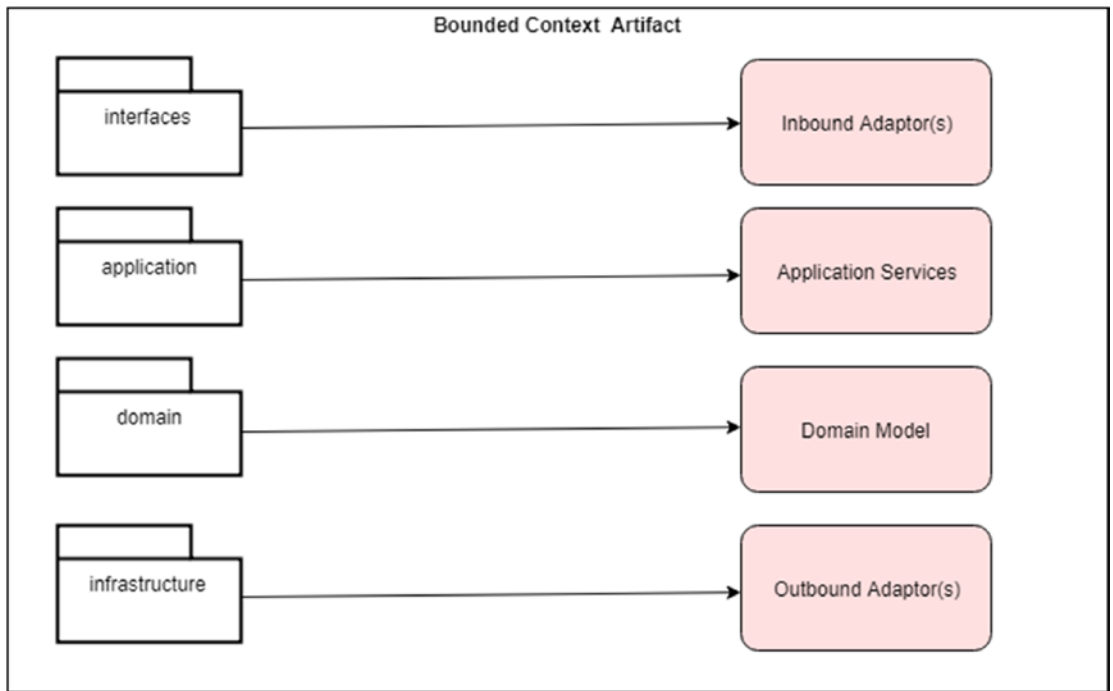 Bounded Context Artifact
interfaces
Inbound Adaptor(s)
application
Application Services
domain
Domain Model
infrastructure
Outbound Adaptor(s)